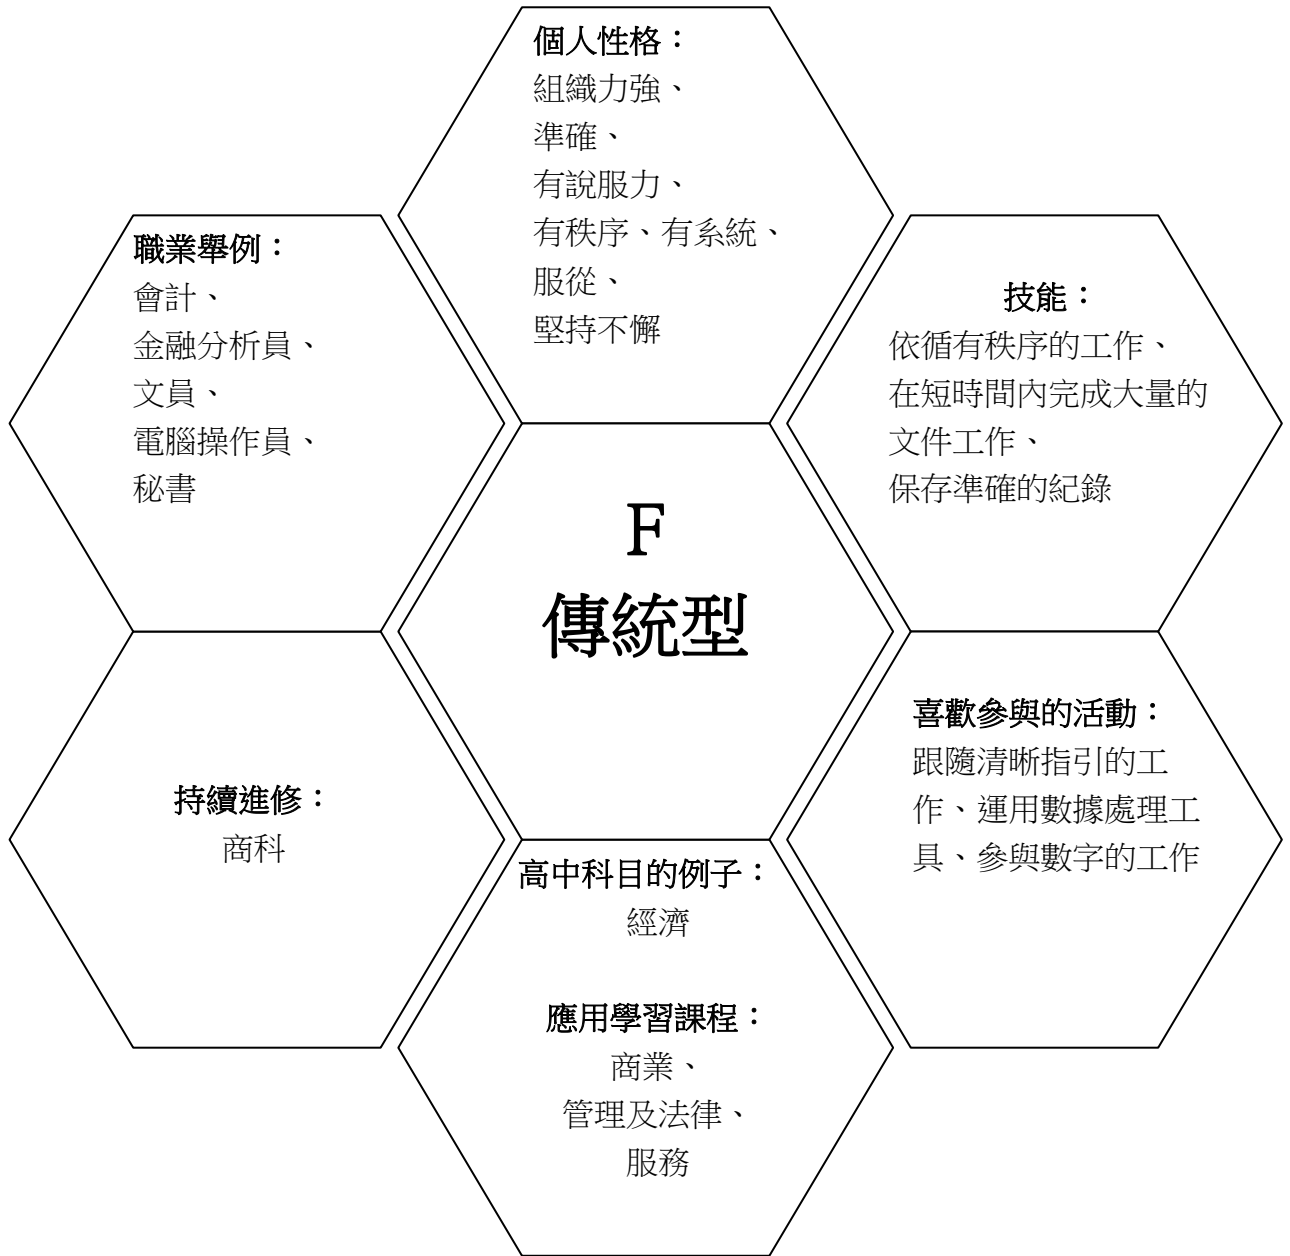 個人性格：
組織力強、
準確、
有說服力、
有秩序、有系統、
服從、
堅持不懈
職業舉例：
會計、
金融分析員、
文員、
電腦操作員、
秘書
技能：
依循有秩序的工作、
在短時間內完成大量的
文件工作、
保存準確的紀錄
F
傳統型
持續進修：
商科
喜歡參與的活動：
跟隨清晰指引的工
作、運用數據處理工
具、參與數字的工作
高中科目的例子：
經濟
應用學習課程：
商業、
管理及法律、
服務